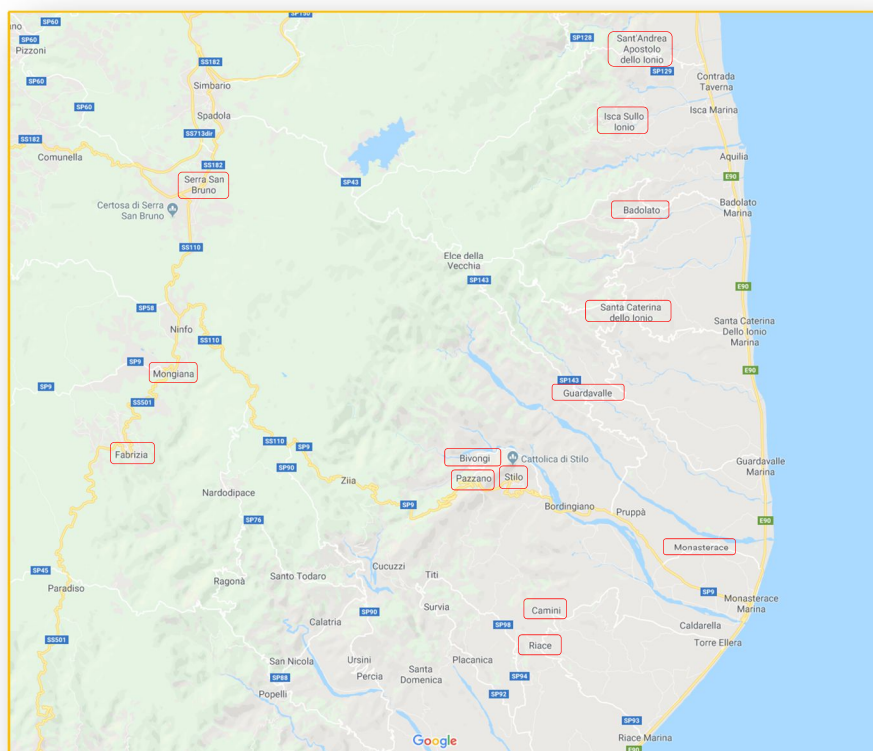 no
SP60
SP150
SP60
Pizzoni
SP128
Sant'Andrea
Apostolo
dello Ionio
SS182
SP129
SP60
Simbario
Contrada
Taverna
SP60
Spadola
Isca Sullo
Ionio
Isca Marina
SS182
SS713dir
Comunella
SS182
Aquilia
Serra San
Bruno
SP43
E90
Certosa di Serra
San Bruno
Badolato
Badolato
Marina
SS110
Elce della
Vecchia
SP143
E90
SP58
Santa Caterina
dello Ionio
Ninfo
SS110
Santa Caterina
Dello Ionio
Marina
SP9
Mongiana
E90
SP9
SP143
Guardavalle
SS501
SS110
SP9
Fabrizia
Bivongi
Cattolica di Stilo
SP90
Guardavalle
Marina
Ziia
Pazzano
Stilo
Nardodipace
SP9
Bordingiano
Pruppà
SP76
E90
Monasterace
SP45
Paradiso
Ragonà
Santo Todaro
Cucuzzi
Titi
SP9
Monasterace
Marina
Calatria
SP90
Survia
Camini
SP98
Caldarella
SS501
Riace
Torre Ellera
San Nicola
Ursini
Placanica
SP88
Percia
Santa
Domenica
SP94
Popelli
SP92
SP93
Google
Riace Marina
E90